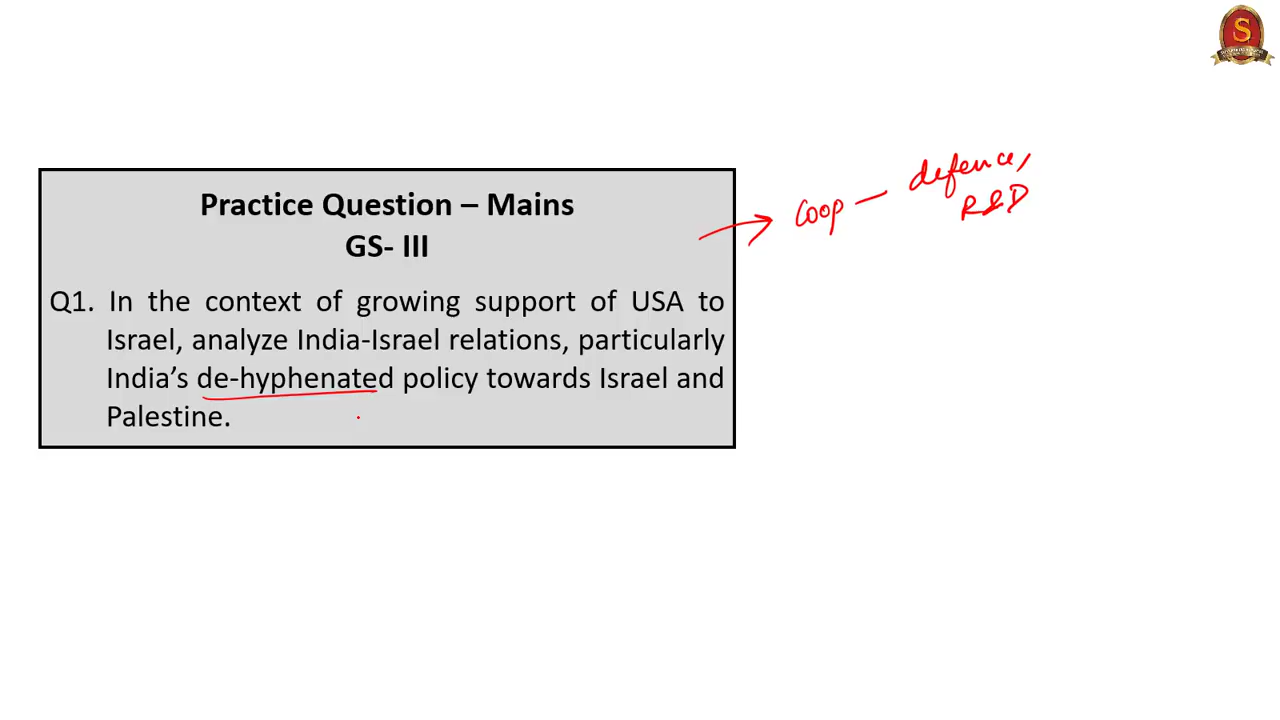 Practice Question – Mains
GS- III
Q1. In the context of growing support of USA to
Israel, analyze India-Israel relations, particularly
India's de-hyphenated policy towards Israel and
Palestine.
Coop – defence,
R&D
S